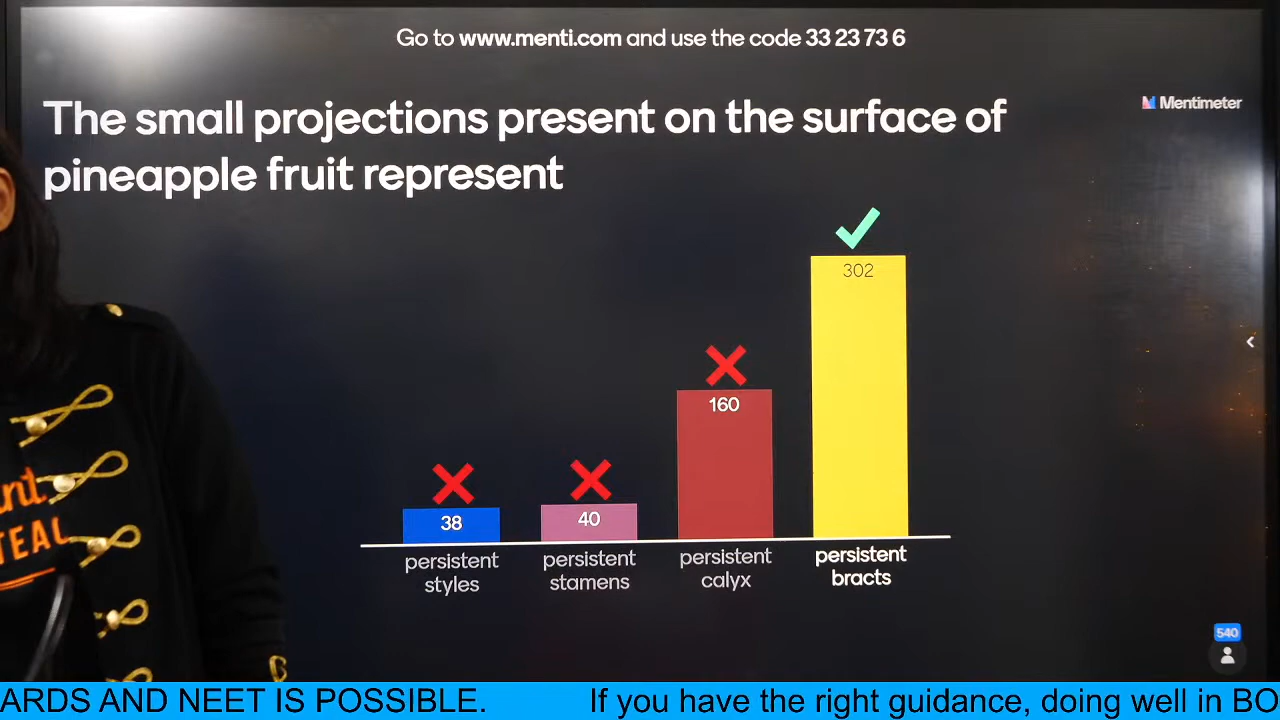 Go to www.menti.com and use the code 33 23 73 6
Mentimeter
The small projections present on the surface of
pineapple fruit represent
302
160
38
40
persistent
styles
persistent
stamens
persistent
calyx
persistent
bracts
540
ARDS AND NEET IS POSSIBLE. If you have the right guidance, doing well in BO